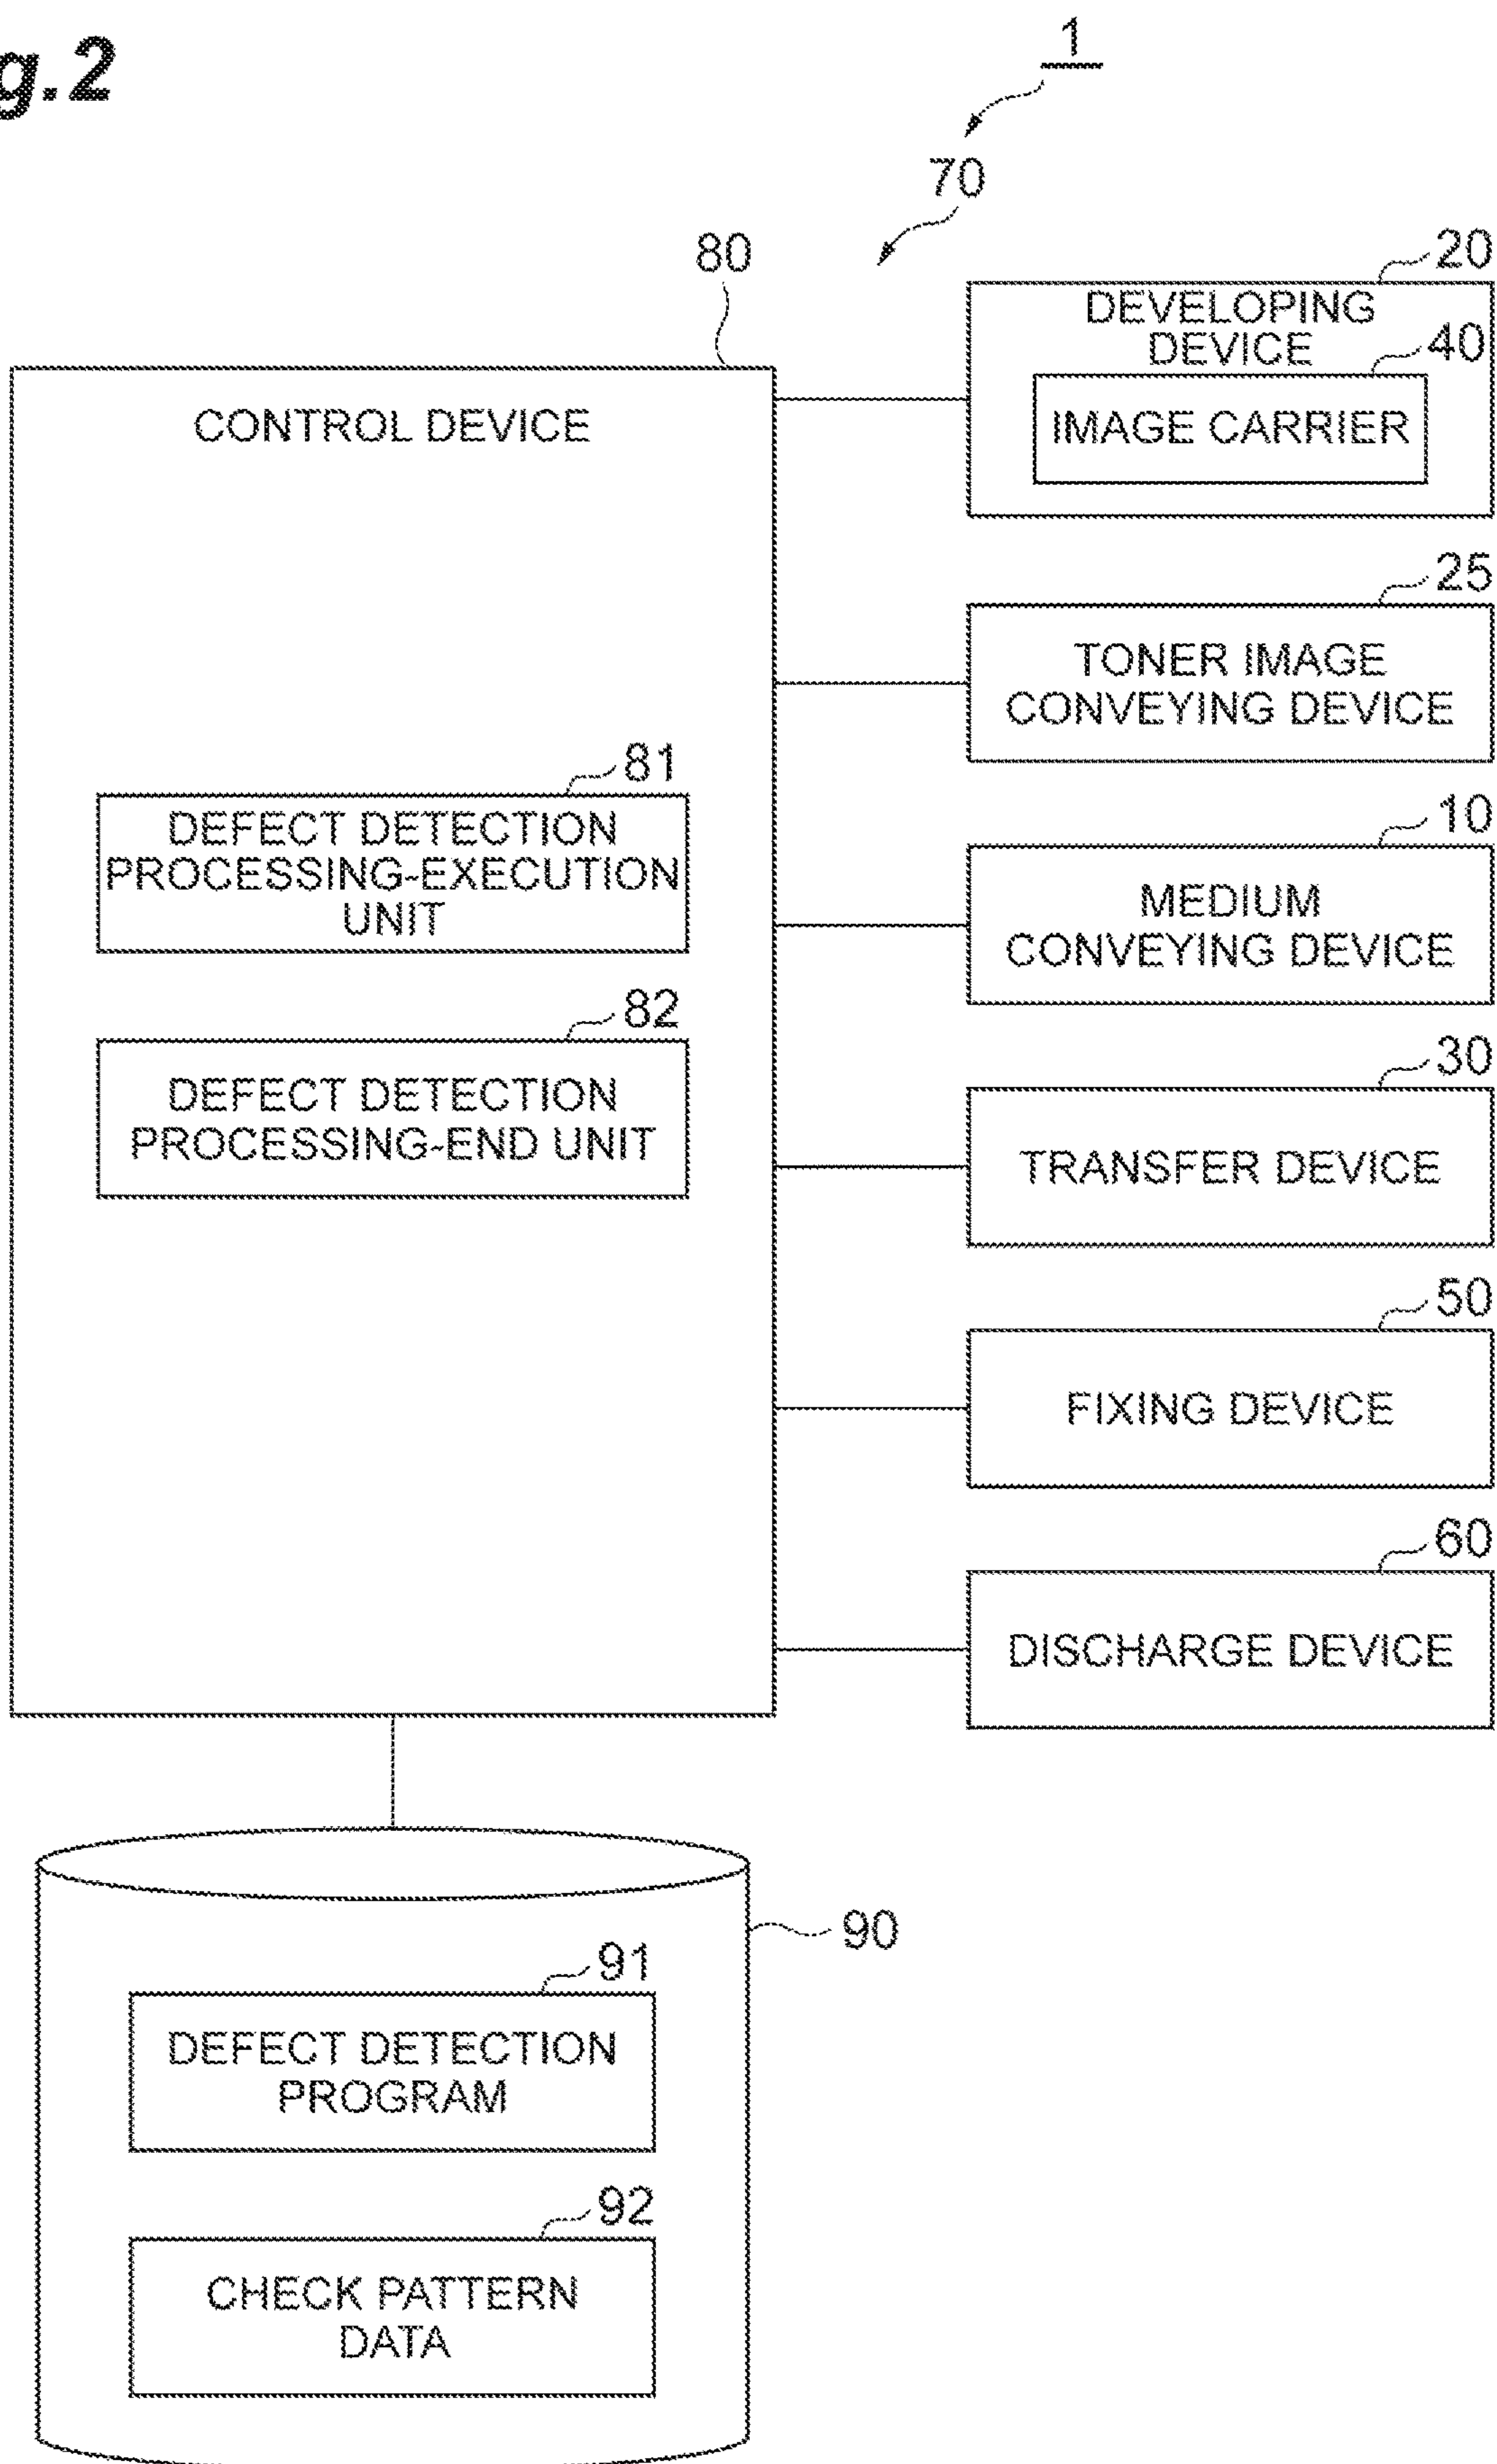 g.2
1
70
80
CONTROL DEVICE
81
DEFECT DETECTION
PROCESSING-EXECUTION
UNIT
82
DEFECT DETECTION
PROCESSING-END UNIT
20
DEVELOPING
DEVICE
40
IMAGE CARRIER
25
TONER IMAGE
CONVEYING DEVICE
10
MEDIUM
CONVEYING DEVICE
30
TRANSFER DEVICE
50
FIXING DEVICE
60
DISCHARGE DEVICE
90
91
DEFECT DETECTION
PROGRAM
92
CHECK PATTERN
DATA